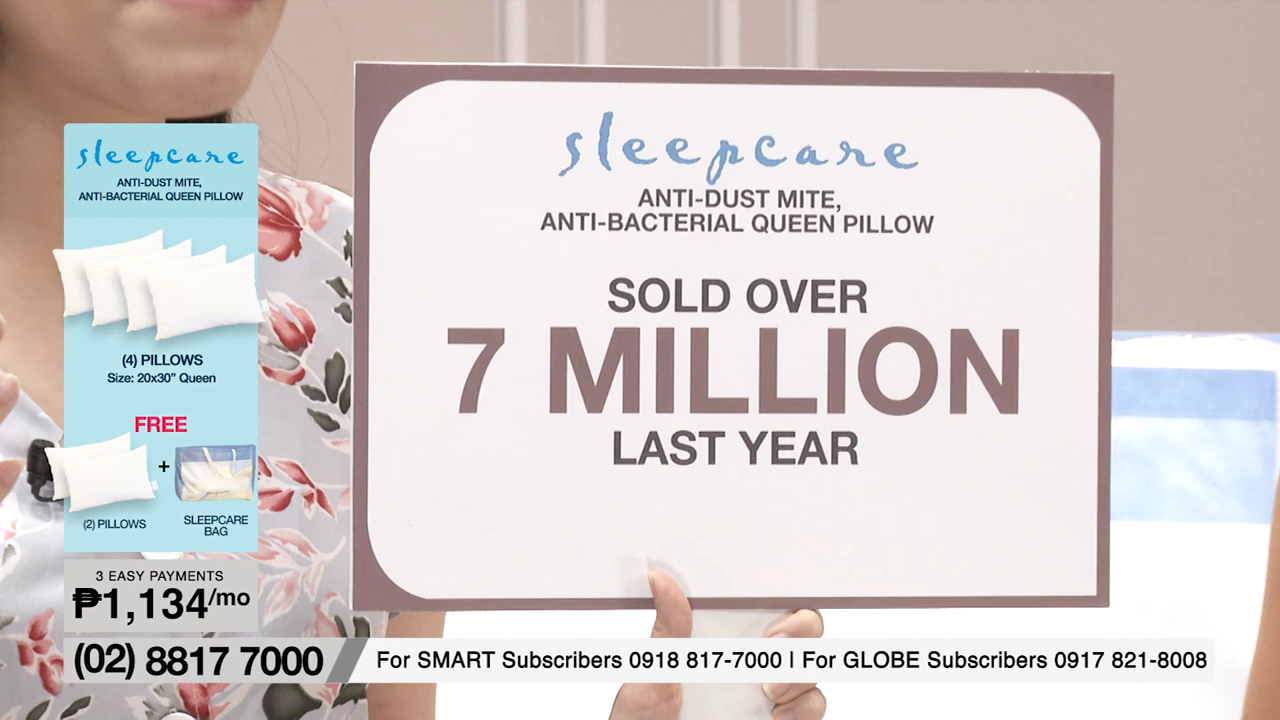 sleepcare
ANTI-DUST MITE,
ANTI-BACTERIAL QUEEN PILLOW
(4) PILLOWS
Size: 20x30" Queen
FREE
+
(2) PILLOWS
SLEEPCARE
BAG
3 EASY PAYMENTS
₱1,134/mo
sleepcare
ANTI-DUST MITE,
ANTI-BACTERIAL QUEEN PILLOW
SOLD OVER
7 MILLION
LAST YEAR
(02) 8817 7000
For SMART Subscribers 0918 817-7000 | For GLOBE Subscribers 0917 821-8008